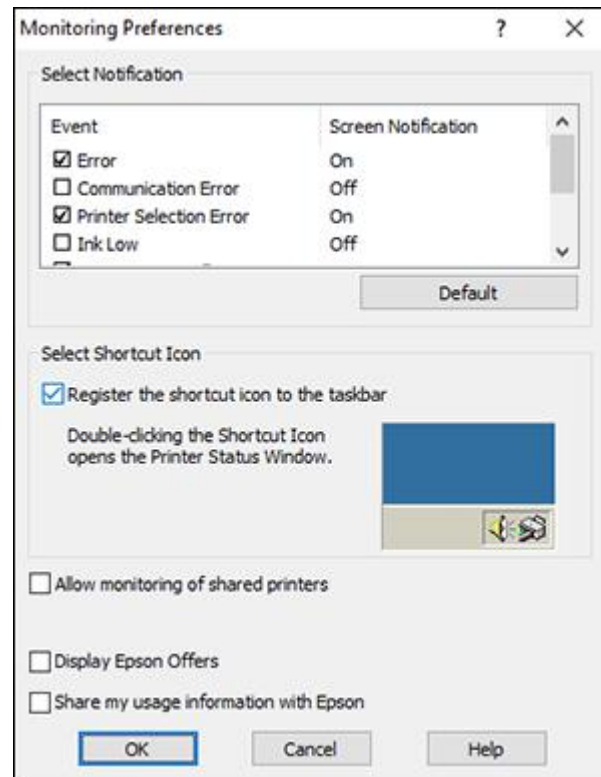 Monitoring Preferences ? 
Select Notification
Event Screen Notification
Error On
Communication Error Off
Printer Selection Error On
Ink Low Off
Default
Select Shortcut Icon
Register the shortcut icon to the taskbar
Double-clicking the Shortcut Icon
opens the Printer Status Window.
Allow monitoring of shared printers
Display Epson Offers
Share my usage information with Epson
OK Cancel Help